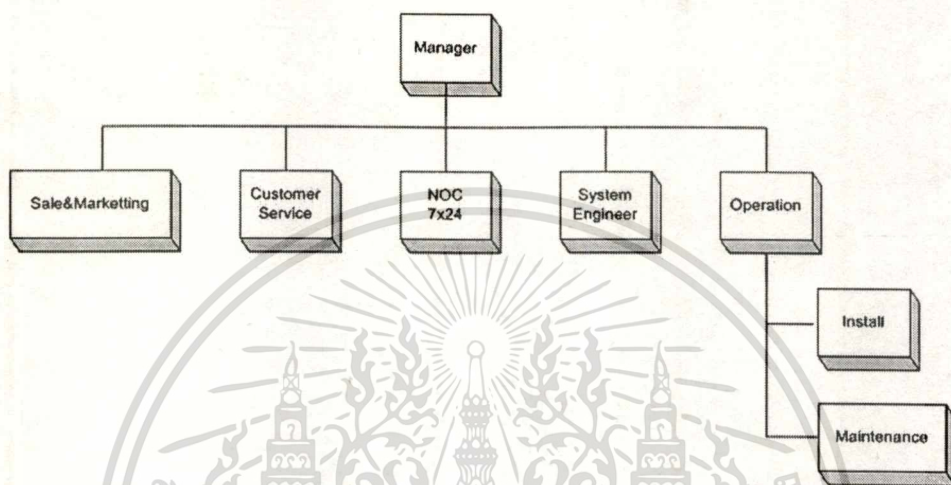 Manager
Sale&Marketting
Customer
Service
NOC
7x24
System
Engineer
Operation
Install
Maintenance